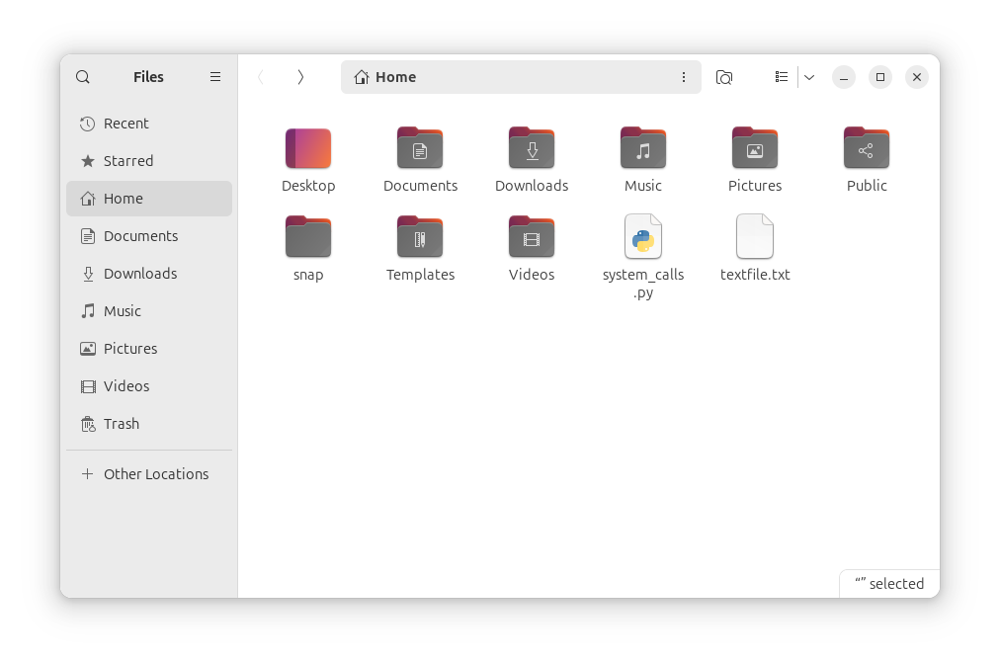 Files
Home
Recent
Starred
Home
Documents
Downloads
Music
Pictures
Videos
Trash
Other Locations
Desktop
Documents
Downloads
Music
Pictures
Public
snap
Templates
Videos
system_calls
.py
textfile.txt
“” selected